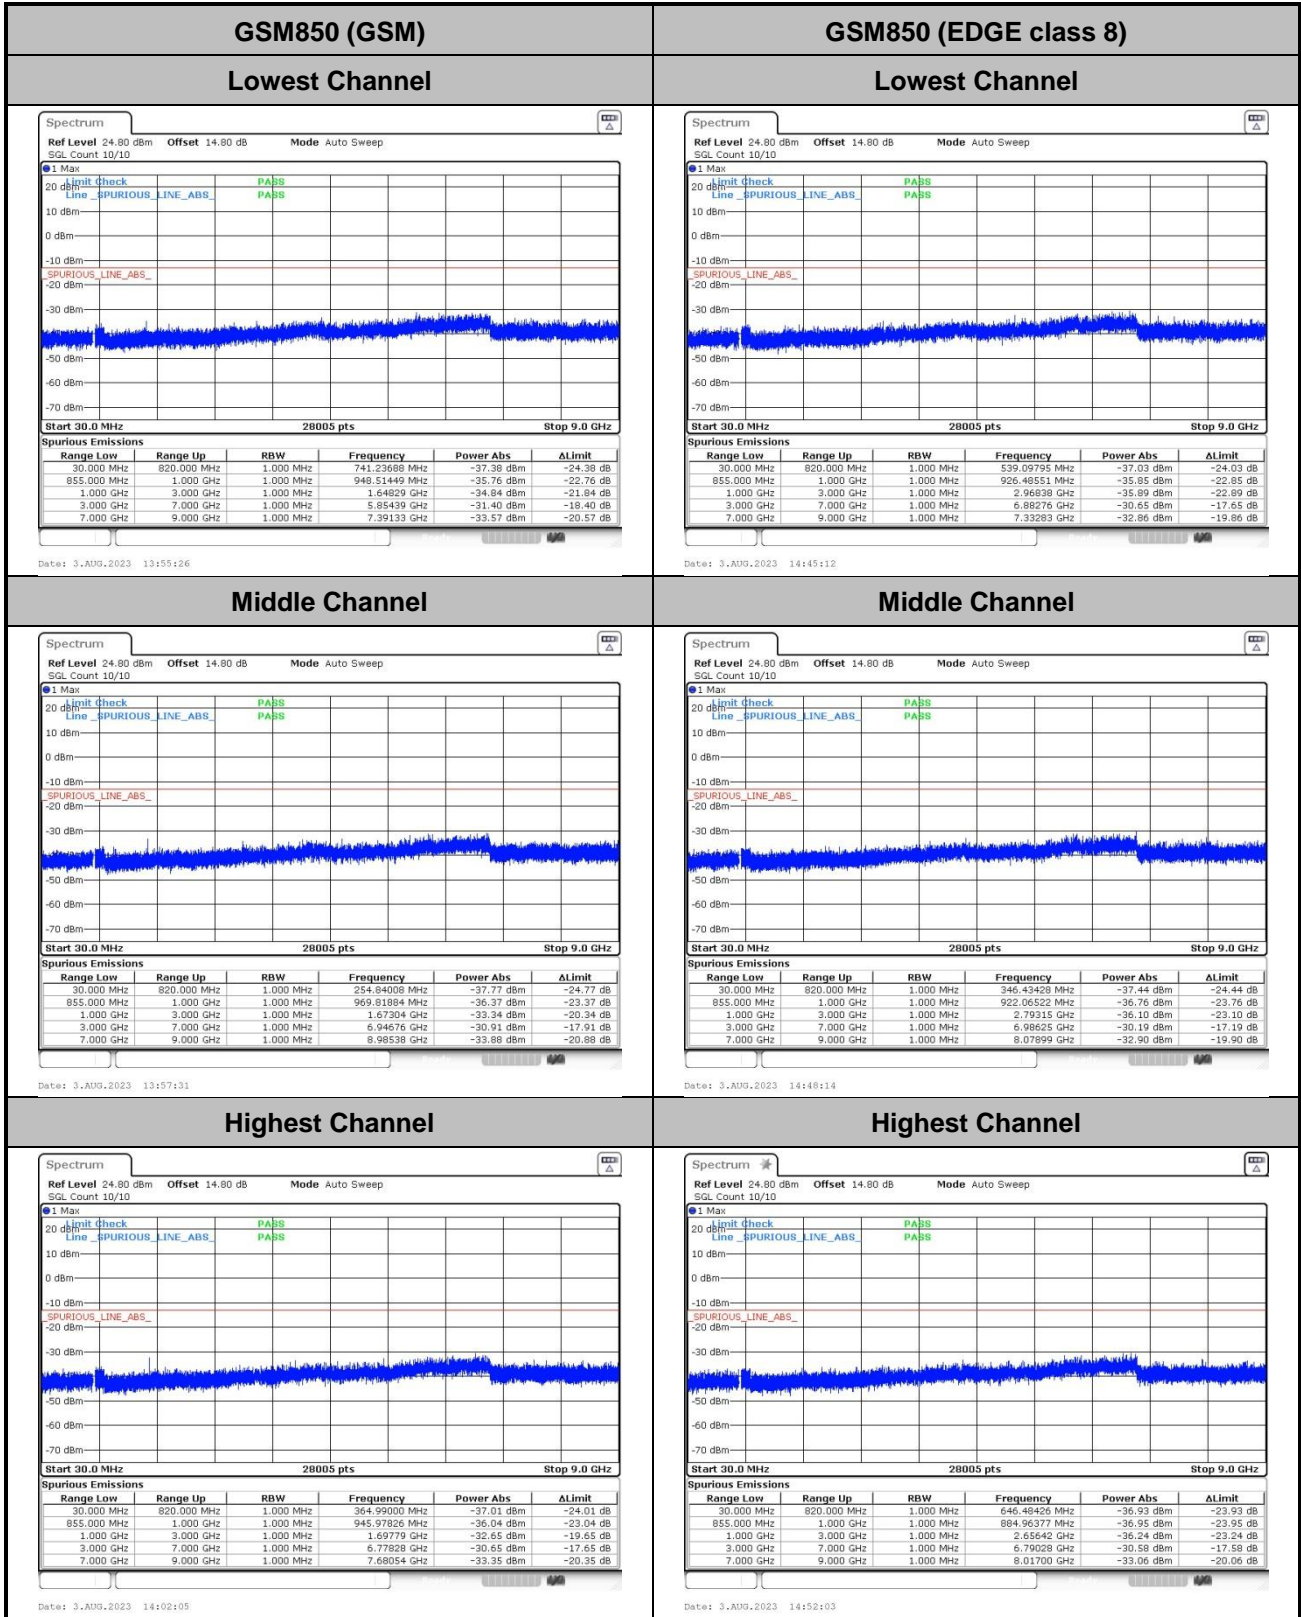 GSM850 (GSM)
GSM850 (EDGE class 8)
Lowest Channel
Lowest Channel
Spectrum
Ref Level 24.80 dBm Offset 14.80 dB Mode Auto Sweep
SGL Count 10/10
1 Max
Limit Check PASS
20 dBm
Line _SPURIOUS_LINE_ABS_ PASS
10 dBm
0 dBm
-10 dBm
_SPURIOUS_LINE_ABS_
-20 dBm
-30 dBm
-50 dBm
-60 dBm
-70 dBm
Start 30.0 MHz 28005 pts Stop 9.0 GHz
Spurious Emissions
Range Low Range Up RBW Frequency Power Abs ΔLimit
30.000 MHz 820.000 MHz 1.000 MHz 741.23688 MHz -37.38 dBm -24.38 dB
855.000 MHz 1.000 GHz 1.000 MHz 948.51449 MHz -35.76 dBm -22.76 dB
1.000 GHz 3.000 GHz 1.000 MHz 1.64829 GHz -34.84 dBm -21.84 dB
3.000 GHz 7.000 GHz 1.000 MHz 5.85439 GHz -31.40 dBm -18.40 dB
7.000 GHz 9.000 GHz 1.000 MHz 7.39133 GHz -33.57 dBm -20.57 dB
Date: 3.AUG.2023 13:55:26
Spectrum
Ref Level 24.80 dBm Offset 14.80 dB Mode Auto Sweep
SGL Count 10/10
1 Max
Limit Check PASS
20 dBm
Line _SPURIOUS_LINE_ABS_ PASS
10 dBm
0 dBm
-10 dBm
_SPURIOUS_LINE_ABS_
-20 dBm
-30 dBm
-50 dBm
-60 dBm
-70 dBm
Start 30.0 MHz 28005 pts Stop 9.0 GHz
Spurious Emissions
Range Low Range Up RBW Frequency Power Abs ΔLimit
30.000 MHz 820.000 MHz 1.000 MHz 539.09795 MHz -37.03 dBm -24.03 dB
855.000 MHz 1.000 GHz 1.000 MHz 926.48551 MHz -35.85 dBm -22.85 dB
1.000 GHz 3.000 GHz 1.000 MHz 2.96838 GHz -35.89 dBm -22.89 dB
3.000 GHz 7.000 GHz 1.000 MHz 6.88276 GHz -30.65 dBm -17.65 dB
7.000 GHz 9.000 GHz 1.000 MHz 7.33283 GHz -32.86 dBm -19.86 dB
Date: 3.AUG.2023 14:45:12
Middle Channel
Middle Channel
Spectrum
Ref Level 24.80 dBm Offset 14.80 dB Mode Auto Sweep
SGL Count 10/10
1 Max
Limit Check PASS
20 dBm
Line _SPURIOUS_LINE_ABS_ PASS
10 dBm
0 dBm
-10 dBm
_SPURIOUS_LINE_ABS_
-20 dBm
-30 dBm
-50 dBm
-60 dBm
-70 dBm
Start 30.0 MHz 28005 pts Stop 9.0 GHz
Spurious Emissions
Range Low Range Up RBW Frequency Power Abs ΔLimit
30.000 MHz 820.000 MHz 1.000 MHz 254.84008 MHz -37.77 dBm -24.77 dB
855.000 MHz 1.000 GHz 1.000 MHz 969.81884 MHz -36.37 dBm -23.37 dB
1.000 GHz 3.000 GHz 1.000 MHz 1.67304 GHz -33.34 dBm -20.34 dB
3.000 GHz 7.000 GHz 1.000 MHz 6.94676 GHz -30.91 dBm -17.91 dB
7.000 GHz 9.000 GHz 1.000 MHz 8.98538 GHz -33.88 dBm -20.88 dB
Date: 3.AUG.2023 13:57:31
Spectrum
Ref Level 24.80 dBm Offset 14.80 dB Mode Auto Sweep
SGL Count 10/10
1 Max
Limit Check PASS
20 dBm
Line _SPURIOUS_LINE_ABS_ PASS
10 dBm
0 dBm
-10 dBm
_SPURIOUS_LINE_ABS_
-20 dBm
-30 dBm
-50 dBm
-60 dBm
-70 dBm
Start 30.0 MHz 28005 pts Stop 9.0 GHz
Spurious Emissions
Range Low Range Up RBW Frequency Power Abs ΔLimit
30.000 MHz 820.000 MHz 1.000 MHz 346.43428 MHz -37.44 dBm -24.44 dB
855.000 MHz 1.000 GHz 1.000 MHz 922.06522 MHz -36.76 dBm -23.76 dB
1.000 GHz 3.000 GHz 1.000 MHz 2.79315 GHz -36.10 dBm -23.10 dB
3.000 GHz 7.000 GHz 1.000 MHz 6.98625 GHz -30.19 dBm -17.19 dB
7.000 GHz 9.000 GHz 1.000 MHz 8.07899 GHz -32.90 dBm -19.90 dB
Date: 3.AUG.2023 14:48:14
Highest Channel
Highest Channel
Spectrum
Ref Level 24.80 dBm Offset 14.80 dB Mode Auto Sweep
SGL Count 10/10
1 Max
Limit Check PASS
20 dBm
Line _SPURIOUS_LINE_ABS_ PASS
10 dBm
0 dBm
-10 dBm
_SPURIOUS_LINE_ABS_
-20 dBm
-30 dBm
-50 dBm
-60 dBm
-70 dBm
Start 30.0 MHz 28005 pts Stop 9.0 GHz
Spurious Emissions
Range Low Range Up RBW Frequency Power Abs ΔLimit
30.000 MHz 820.000 MHz 1.000 MHz 364.99000 MHz -37.01 dBm -24.01 dB
855.000 MHz 1.000 GHz 1.000 MHz 945.97826 MHz -36.04 dBm -23.04 dB
1.000 GHz 3.000 GHz 1.000 MHz 1.69779 GHz -32.65 dBm -19.65 dB
3.000 GHz 7.000 GHz 1.000 MHz 6.77828 GHz -30.65 dBm -17.65 dB
7.000 GHz 9.000 GHz 1.000 MHz 7.68054 GHz -33.35 dBm -20.35 dB
Date: 3.AUG.2023 14:02:05
Spectrum
Ref Level 24.80 dBm Offset 14.80 dB Mode Auto Sweep
SGL Count 10/10
1 Max
Limit Check PASS
20 dBm
Line _SPURIOUS_LINE_ABS_ PASS
10 dBm
0 dBm
-10 dBm
_SPURIOUS_LINE_ABS_
-20 dBm
-30 dBm
-50 dBm
-60 dBm
-70 dBm
Start 30.0 MHz 28005 pts Stop 9.0 GHz
Spurious Emissions
Range Low Range Up RBW Frequency Power Abs ΔLimit
30.000 MHz 820.000 MHz 1.000 MHz 646.48426 MHz -36.93 dBm -23.93 dB
855.000 MHz 1.000 GHz 1.000 MHz 884.96377 MHz -36.95 dBm -23.95 dB
1.000 GHz 3.000 GHz 1.000 MHz 2.65642 GHz -36.24 dBm -23.24 dB
3.000 GHz 7.000 GHz 1.000 MHz 6.79028 GHz -30.58 dBm -17.58 dB
7.000 GHz 9.000 GHz 1.000 MHz 8.01700 GHz -33.06 dBm -20.06 dB
Date: 3.AUG.2023 14:52:03